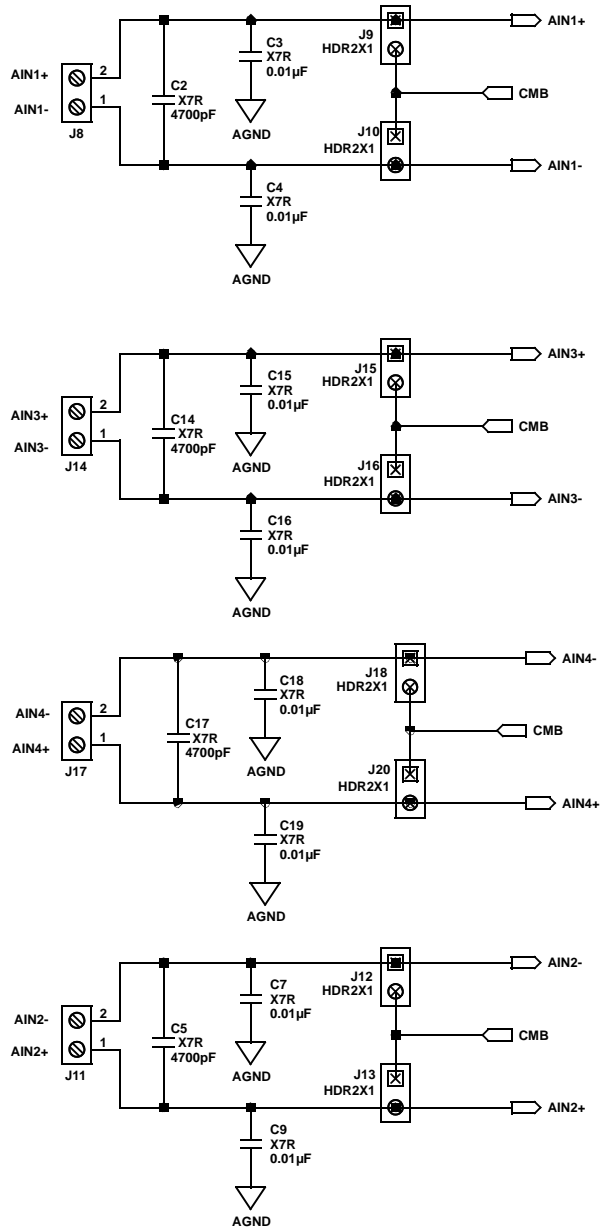 AIN1+
J9
HDR2X1
C3
X7R
0.01µF
AIN1+
2
C2
X7R
4700pF
CMB
AIN1-
1
J8
AGND
J10
HDR2X1
AIN1-
C4
X7R
0.01µF
AGND
AIN3+
J15
HDR2X1
C15
X7R
0.01µF
AIN3+
2
C14
X7R
4700pF
CMB
AIN3-
1
J14
AGND
J16
HDR2X1
AIN3-
C16
X7R
0.01µF
AGND
AIN4-
J18
HDR2X1
C18
X7R
0.01µF
AIN4-
2
C17
X7R
4700pF
CMB
AIN4+
1
J17
AGND
J20
HDR2X1
AIN4+
C19
X7R
0.01µF
AGND
AIN2-
J12
HDR2X1
C7
X7R
0.01µF
AIN2-
2
C5
X7R
4700pF
CMB
AIN2+
1
J11
AGND
J13
HDR2X1
AIN2+
C9
X7R
0.01µF
AGND